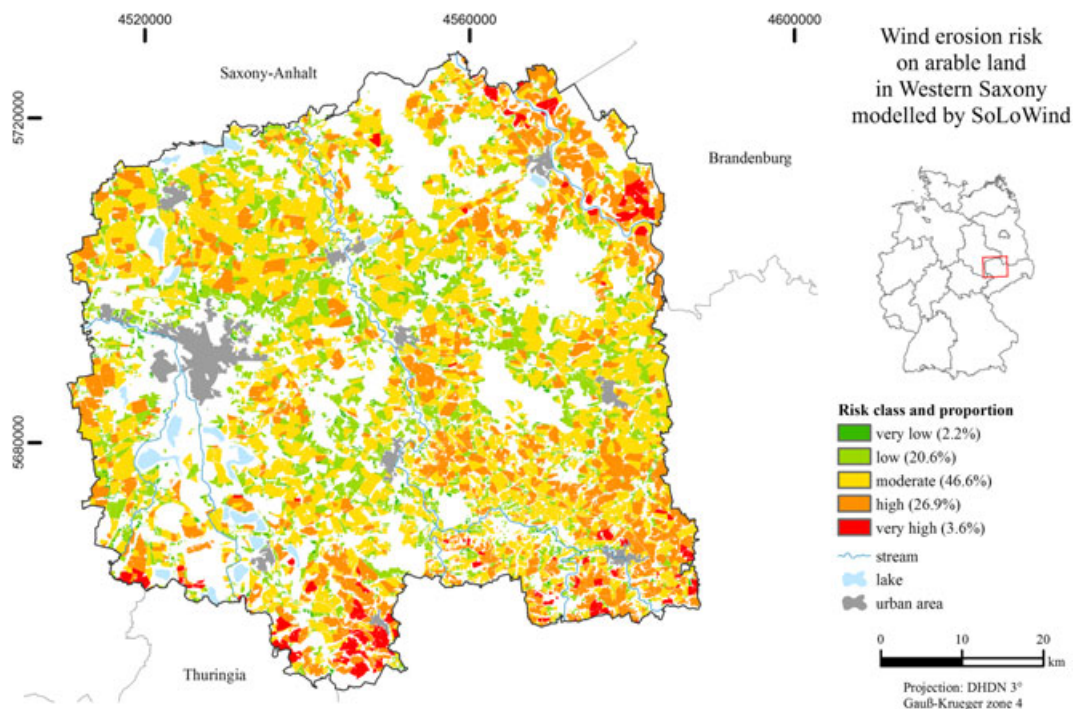 4520000
4560000
4600000
5720000
5680000
Saxony-Anhalt
Brandenburg
Thuringia
Wind erosion risk
on arable land
in Western Saxony
modelled by SoLoWind
Risk class and proportion
very low (2.2%)
low (20.6%)
moderate (46.6%)
high (26.9%)
very high (3.6%)
stream
lake
urban area
0 10 20
km
Projection: DHDN 3°
Gauß-Krueger zone 4